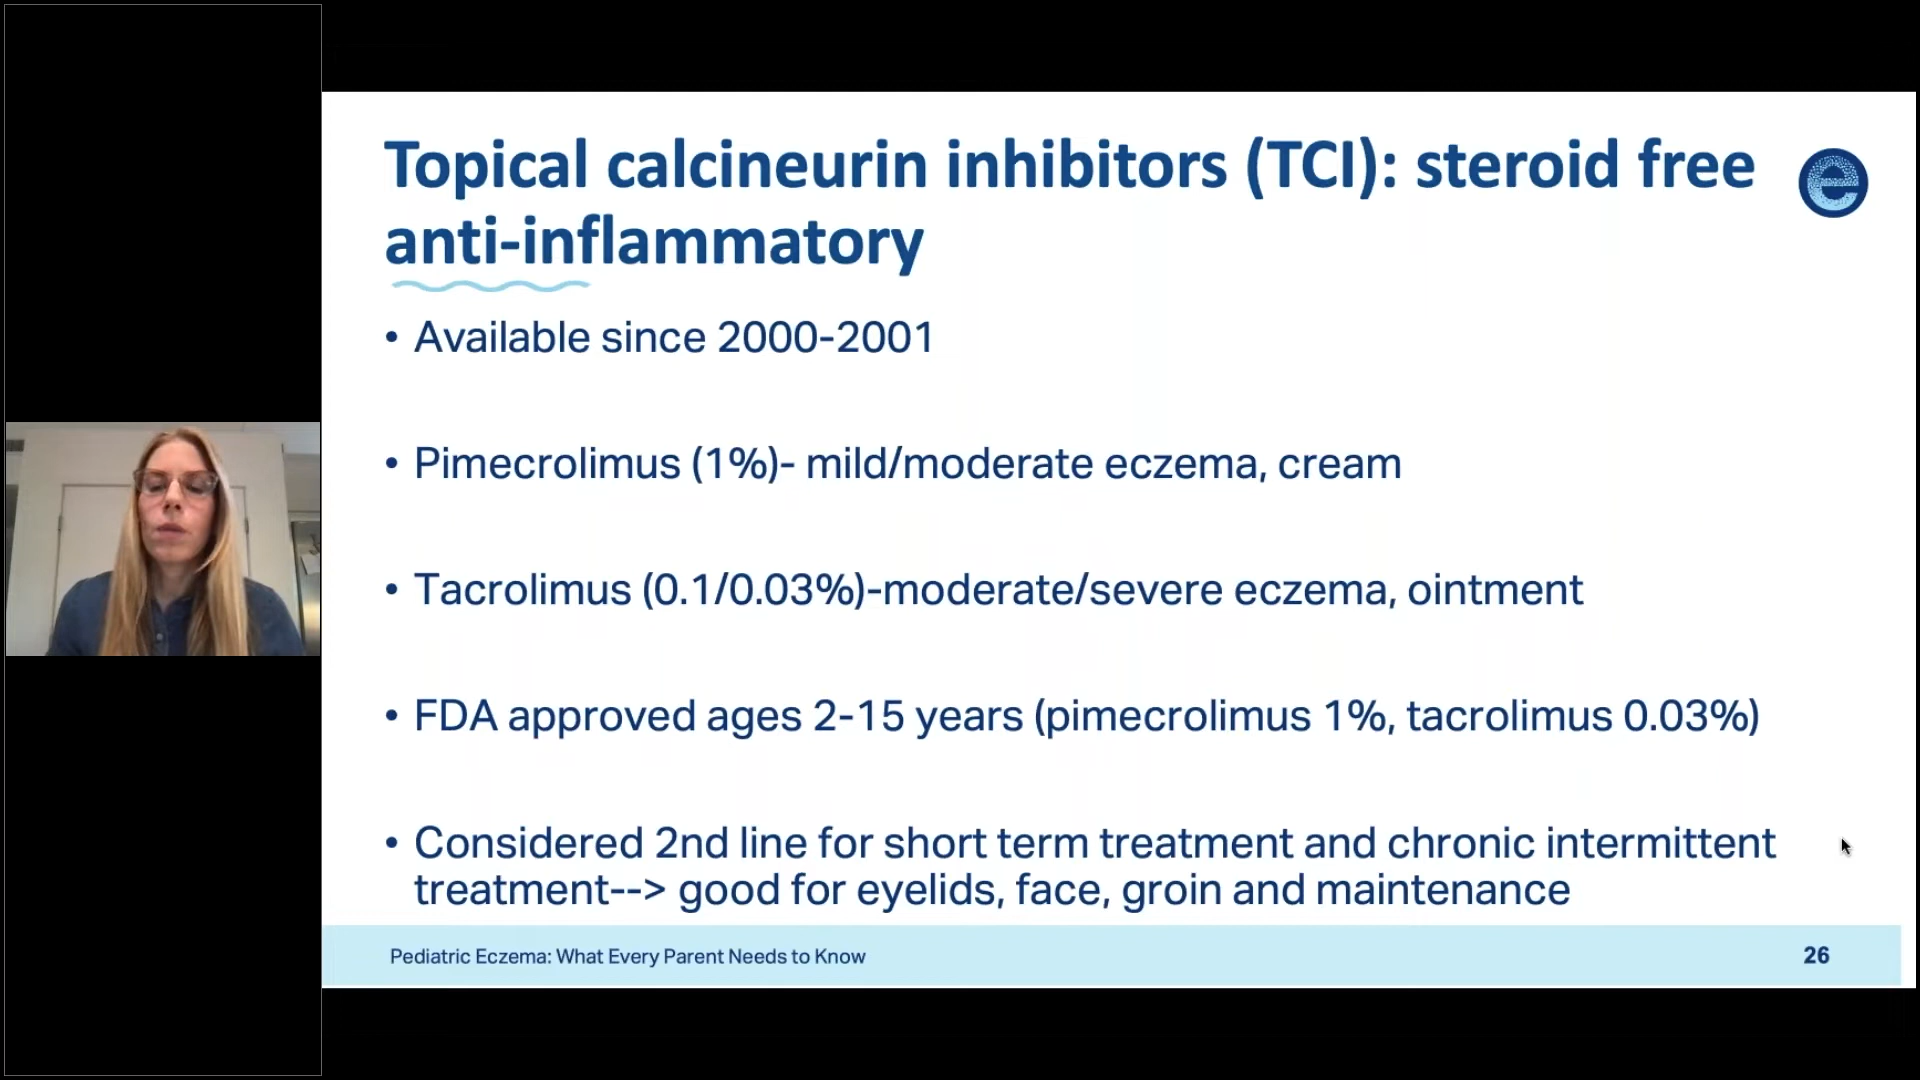 Topical calcineurin inhibitors (TCI): steroid free
anti-inflammatory
• Available since 2000-2001
• Pimecrolimus (1%)- mild/moderate eczema, cream
• Tacrolimus (0.1/0.03%)-moderate/severe eczema, ointment
• FDA approved ages 2-15 years (pimecrolimus 1%, tacrolimus 0.03%)
• Considered 2nd line for short term treatment and chronic intermittent
treatment--> good for eyelids, face, groin and maintenance
Pediatric Eczema: What Every Parent Needs to Know
26